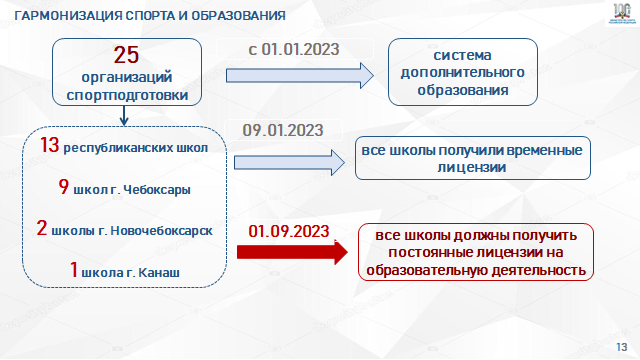 ГАРМОНИЗАЦИЯ СПОРТА И ОБРАЗОВАНИЯ
25
организаций
спортподготовки
с 01.01.2023
система
дополнительного
образования
13 республиканских школ
9 школ г. Чебоксары
2 школы г. Новочебоксарск
1 школа г. Канаш
09.01.2023
все школы получили временные
лицензии
01.09.2023
все школы должны получить
постоянные лицензии на
образовательную деятельность
13